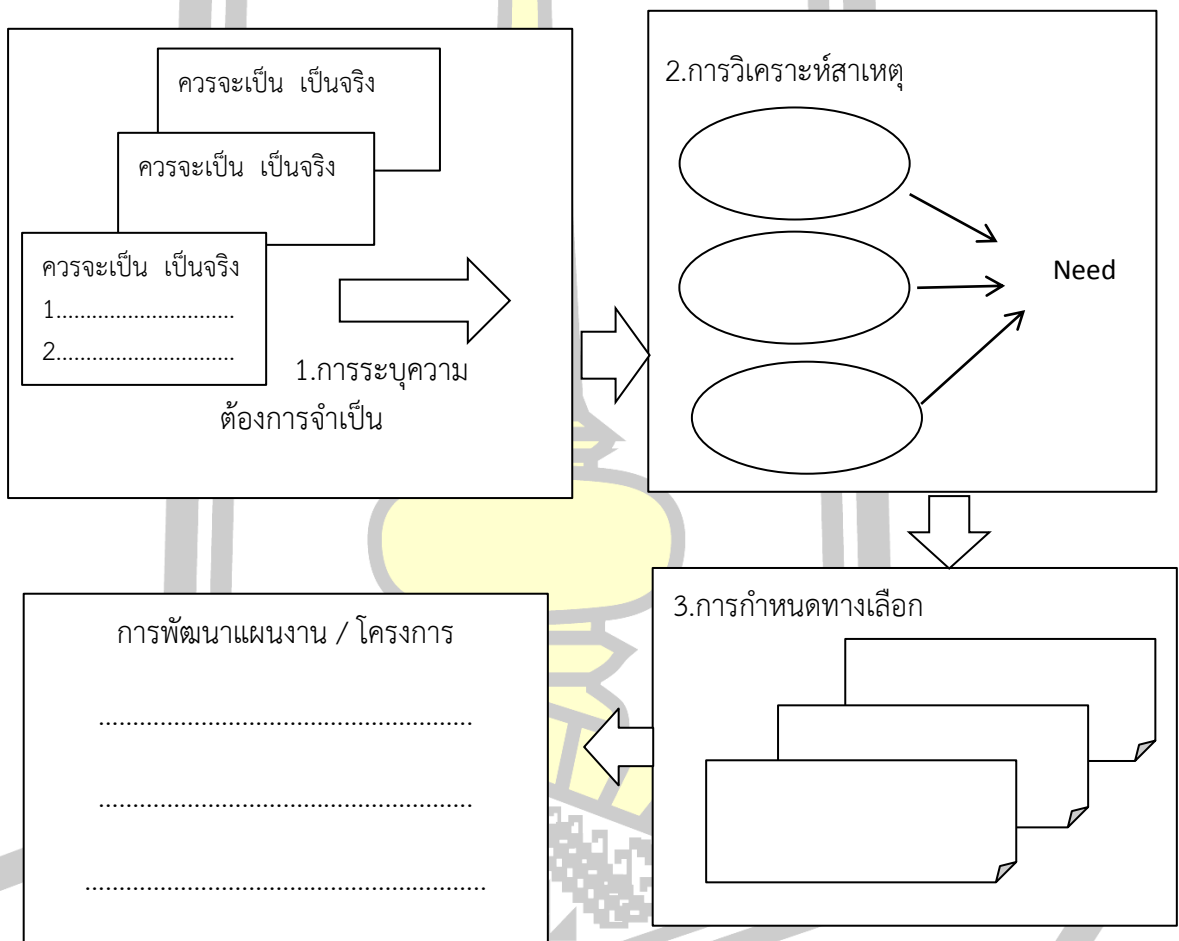 ควรจะเป็น เป็นจริง
ควรจะเป็น เป็นจริง
ควรจะเป็น เป็นจริง
1..............................
2..............................
1.การระบุความ
ต้องการจำเป็น
2.การวิเคราะห์สาเหตุ
Need
3.การกำหนดทางเลือก
การพัฒนาแผนงาน / โครงการ
....................................................
....................................................
........................................................